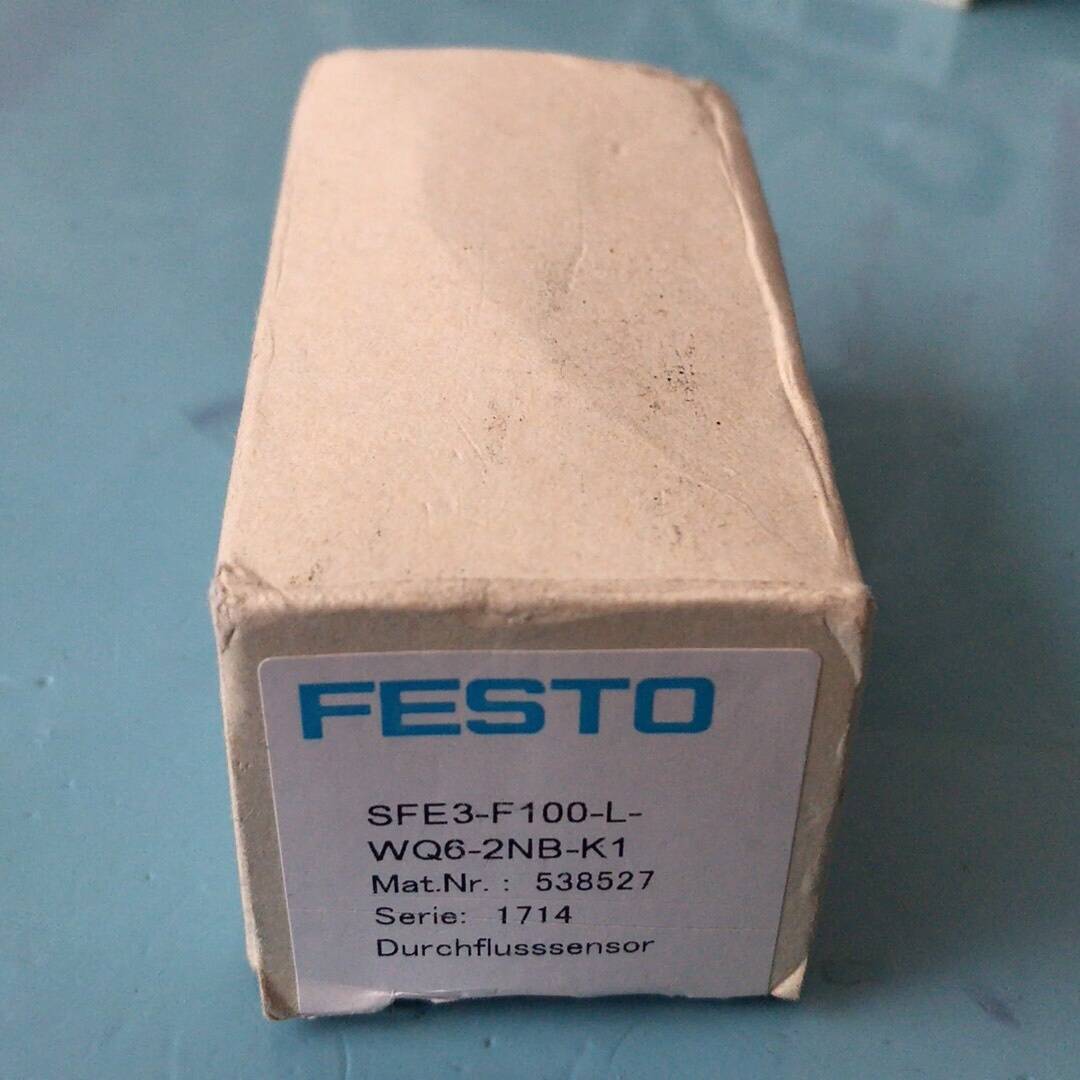 FESTO
SFE3-F100-L-
WQ6-2NB-K1
Mat.Nr. : 538527
Serie: 1714
Durchflusssensor